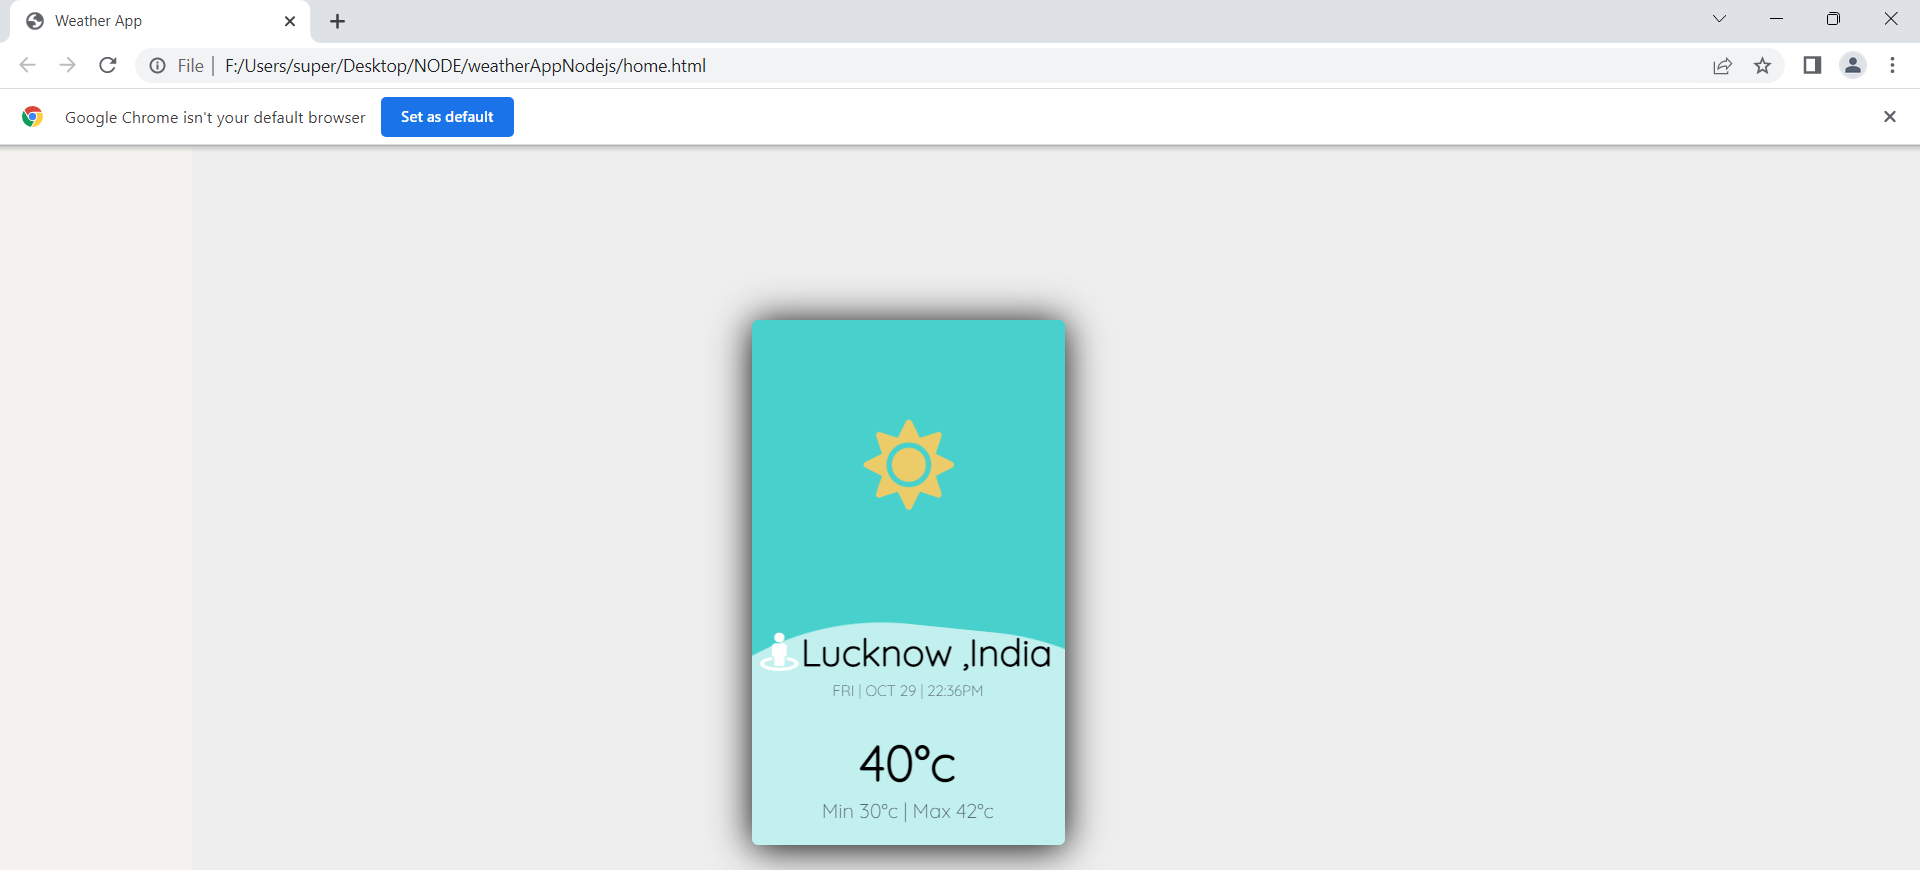 Weather App
File | F:/Users/super/Desktop/NODE/weatherAppNodejs/home.html
Google Chrome isn't your default browser Set as default
Lucknow ,India
FRI | OCT 29 | 22:36PM
40°c
Min 30°c | Max 42°c